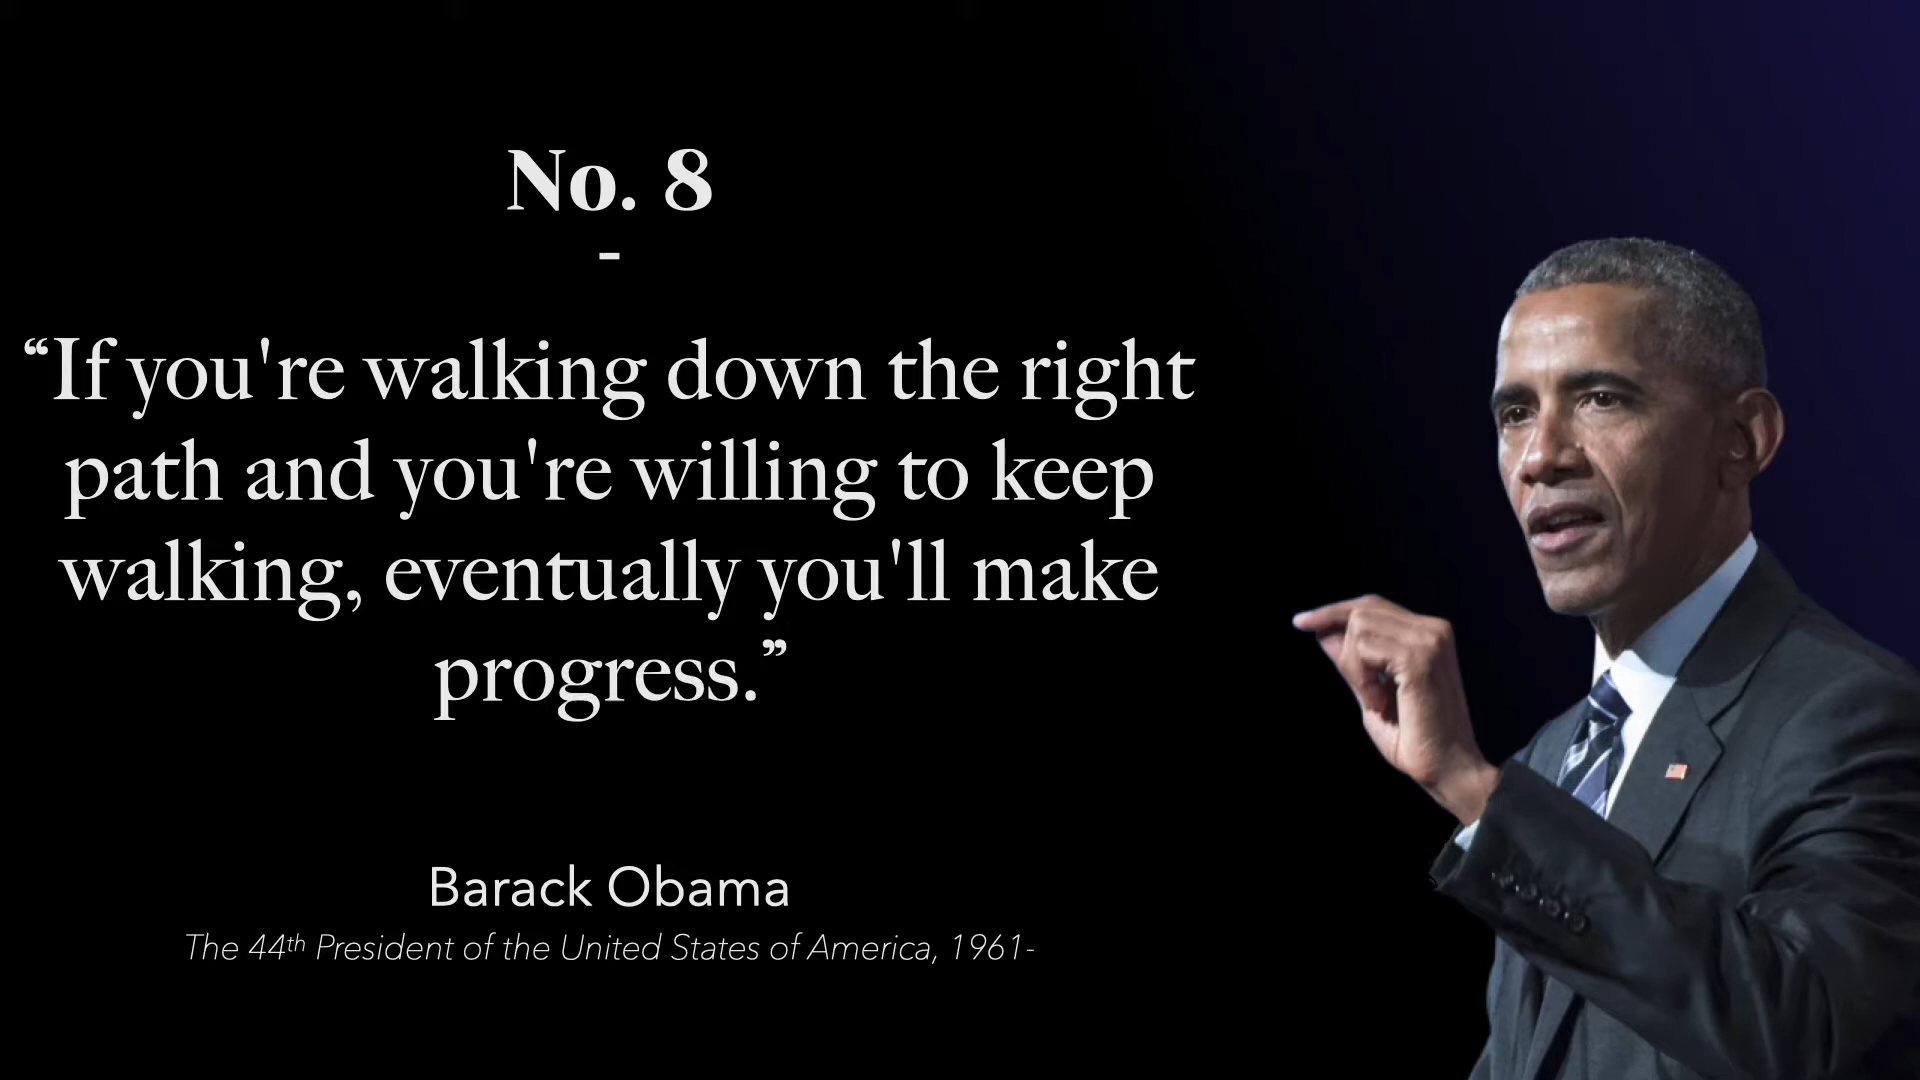 No. 8
-
“If you're walking down the right
path and you're willing to keep
walking, eventually you'll make
progress.”
Barack Obama
The 44th President of the United States of America, 1961-